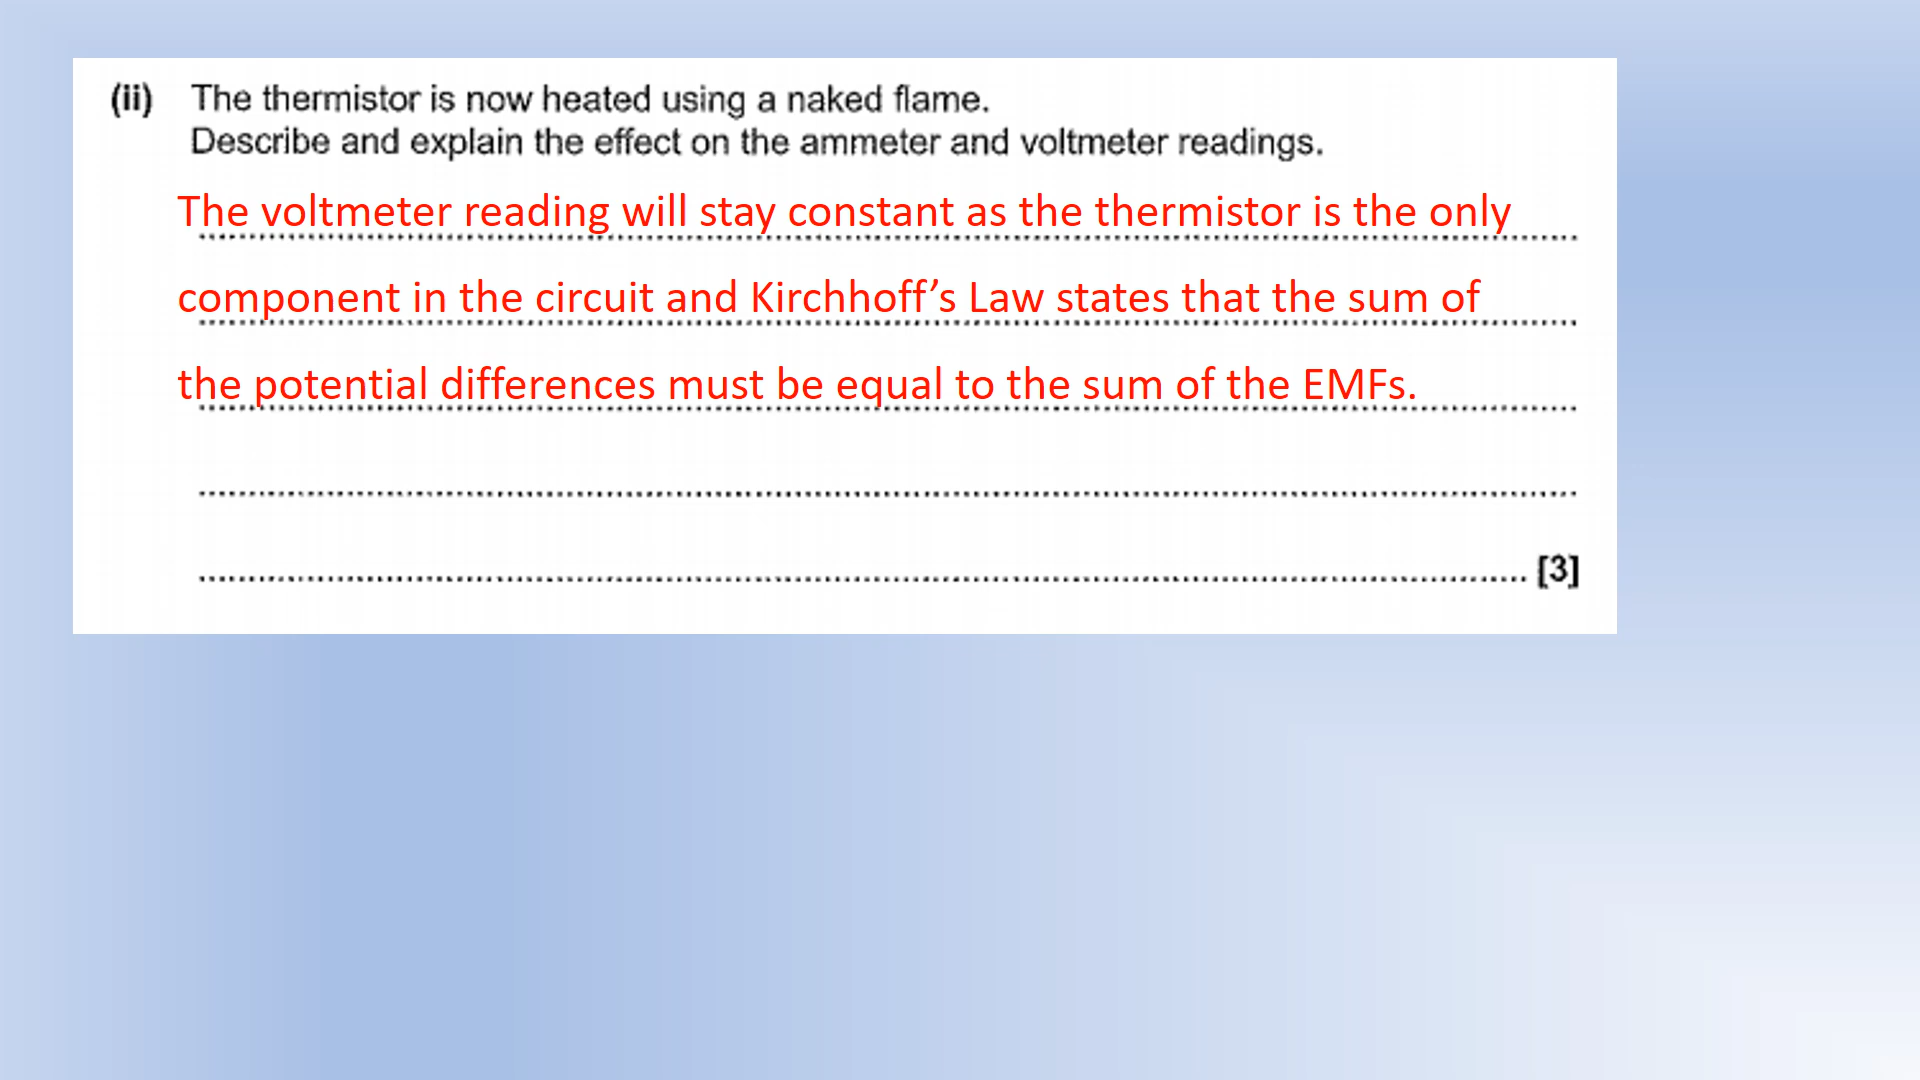 (ii) The thermistor is now heated using a naked flame.
Describe and explain the effect on the ammeter and voltmeter readings.
The voltmeter reading will stay constant as the thermistor is the only
component in the circuit and Kirchhoff’s Law states that the sum of
the potential differences must be equal to the sum of the EMFs.
[3]